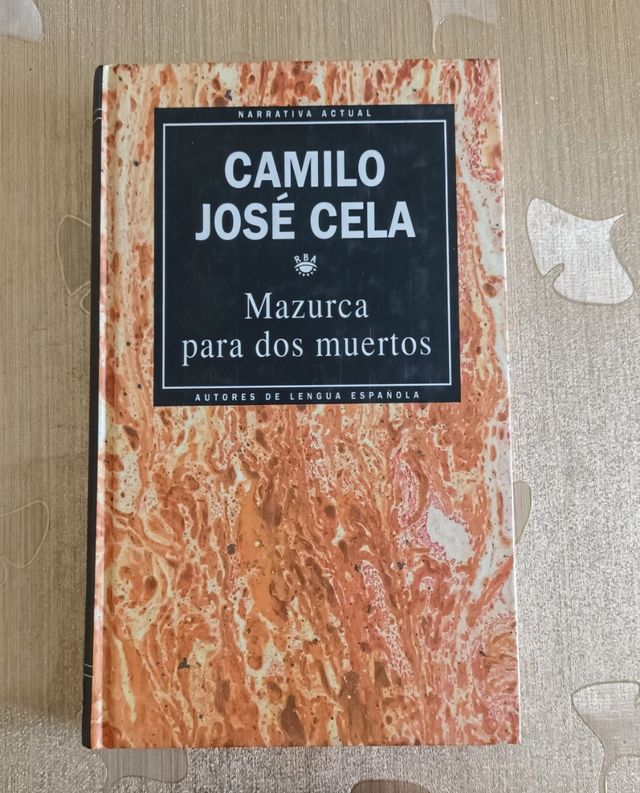 NARRATIVA ACTUAL
CAMILO
JOSÉ CELA
RBA
Mazurca
para dos muertos
AUTORES DE LENGUA ESPAÑOLA